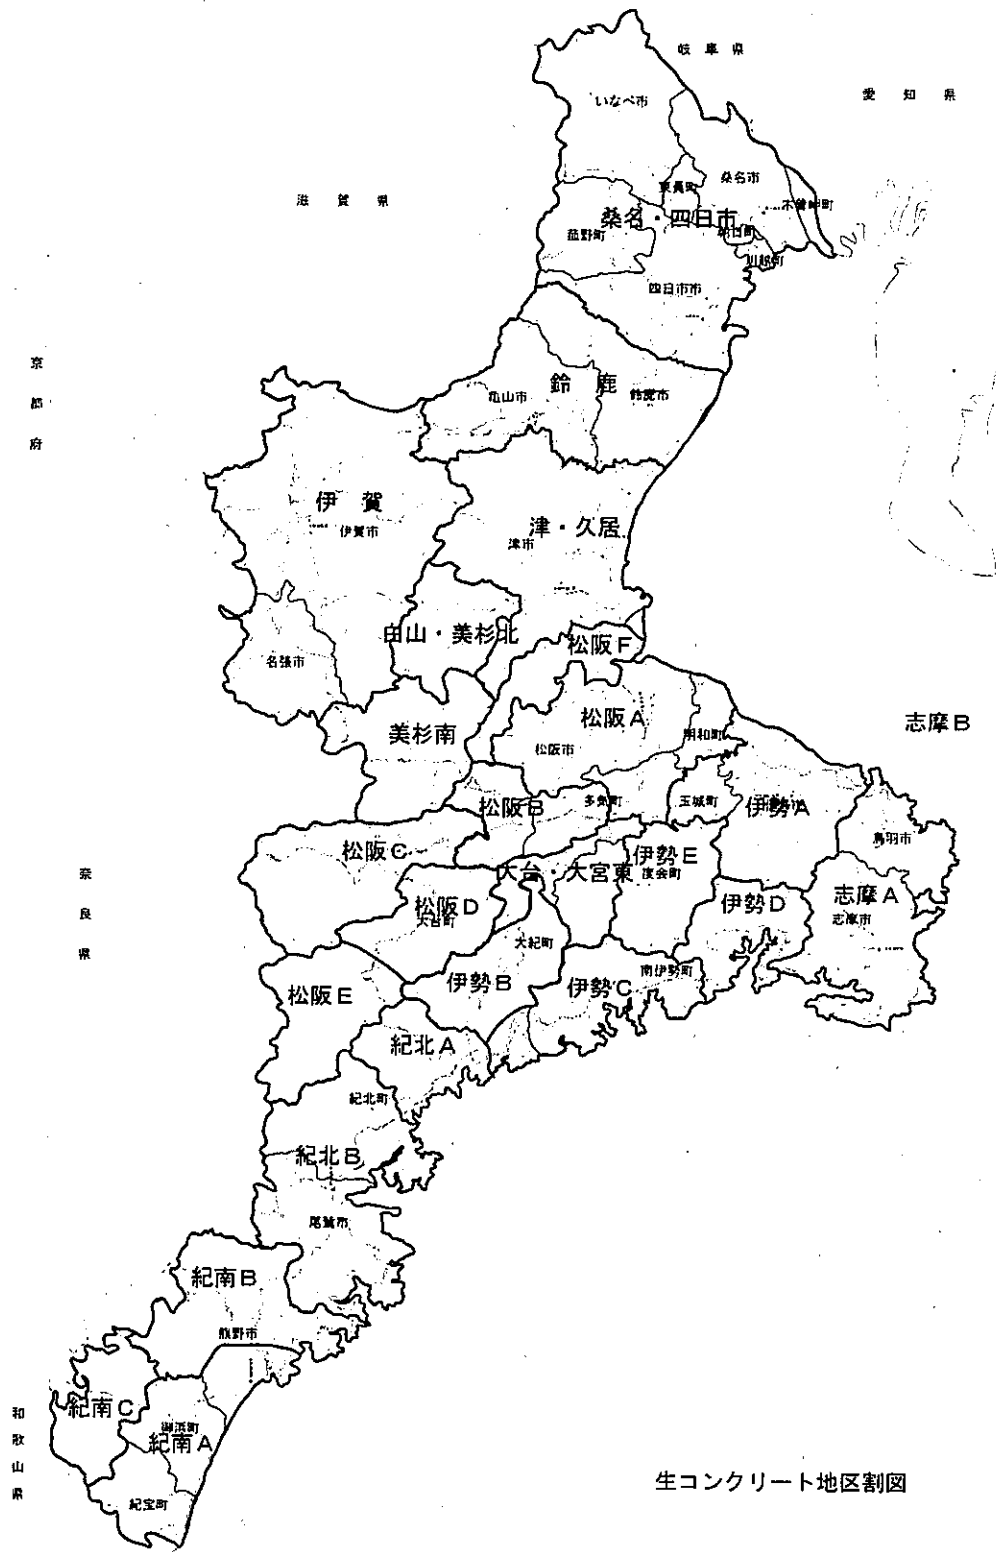 岐阜県
愛知県
いなべ市
桑名市
東員町
滋賀県
木曽岬町
桑名・四日市
菰野町
朝日町
川越町
四日市市
京都府
鈴鹿
亀山市
鈴鹿市
伊賀
伊賀市
津・久居
津市
白山・美杉北
松阪F
名張市
松阪A
志摩B
美杉南
明和町
松阪市
松阪B
多気町
玉城町
伊勢A
鳥羽市
松阪C
伊勢E
大台・大宮東
度会町
奈良県
志摩A
松阪D
伊勢D
大台町
志摩市
大紀町
南伊勢町
伊勢B
伊勢C
松阪E
紀北A
紀北町
紀北B
尾鷲市
紀南B
熊野市
紀南C
和歌山県
御浜町
紀南A
生コンクリート地区割図
紀宝町